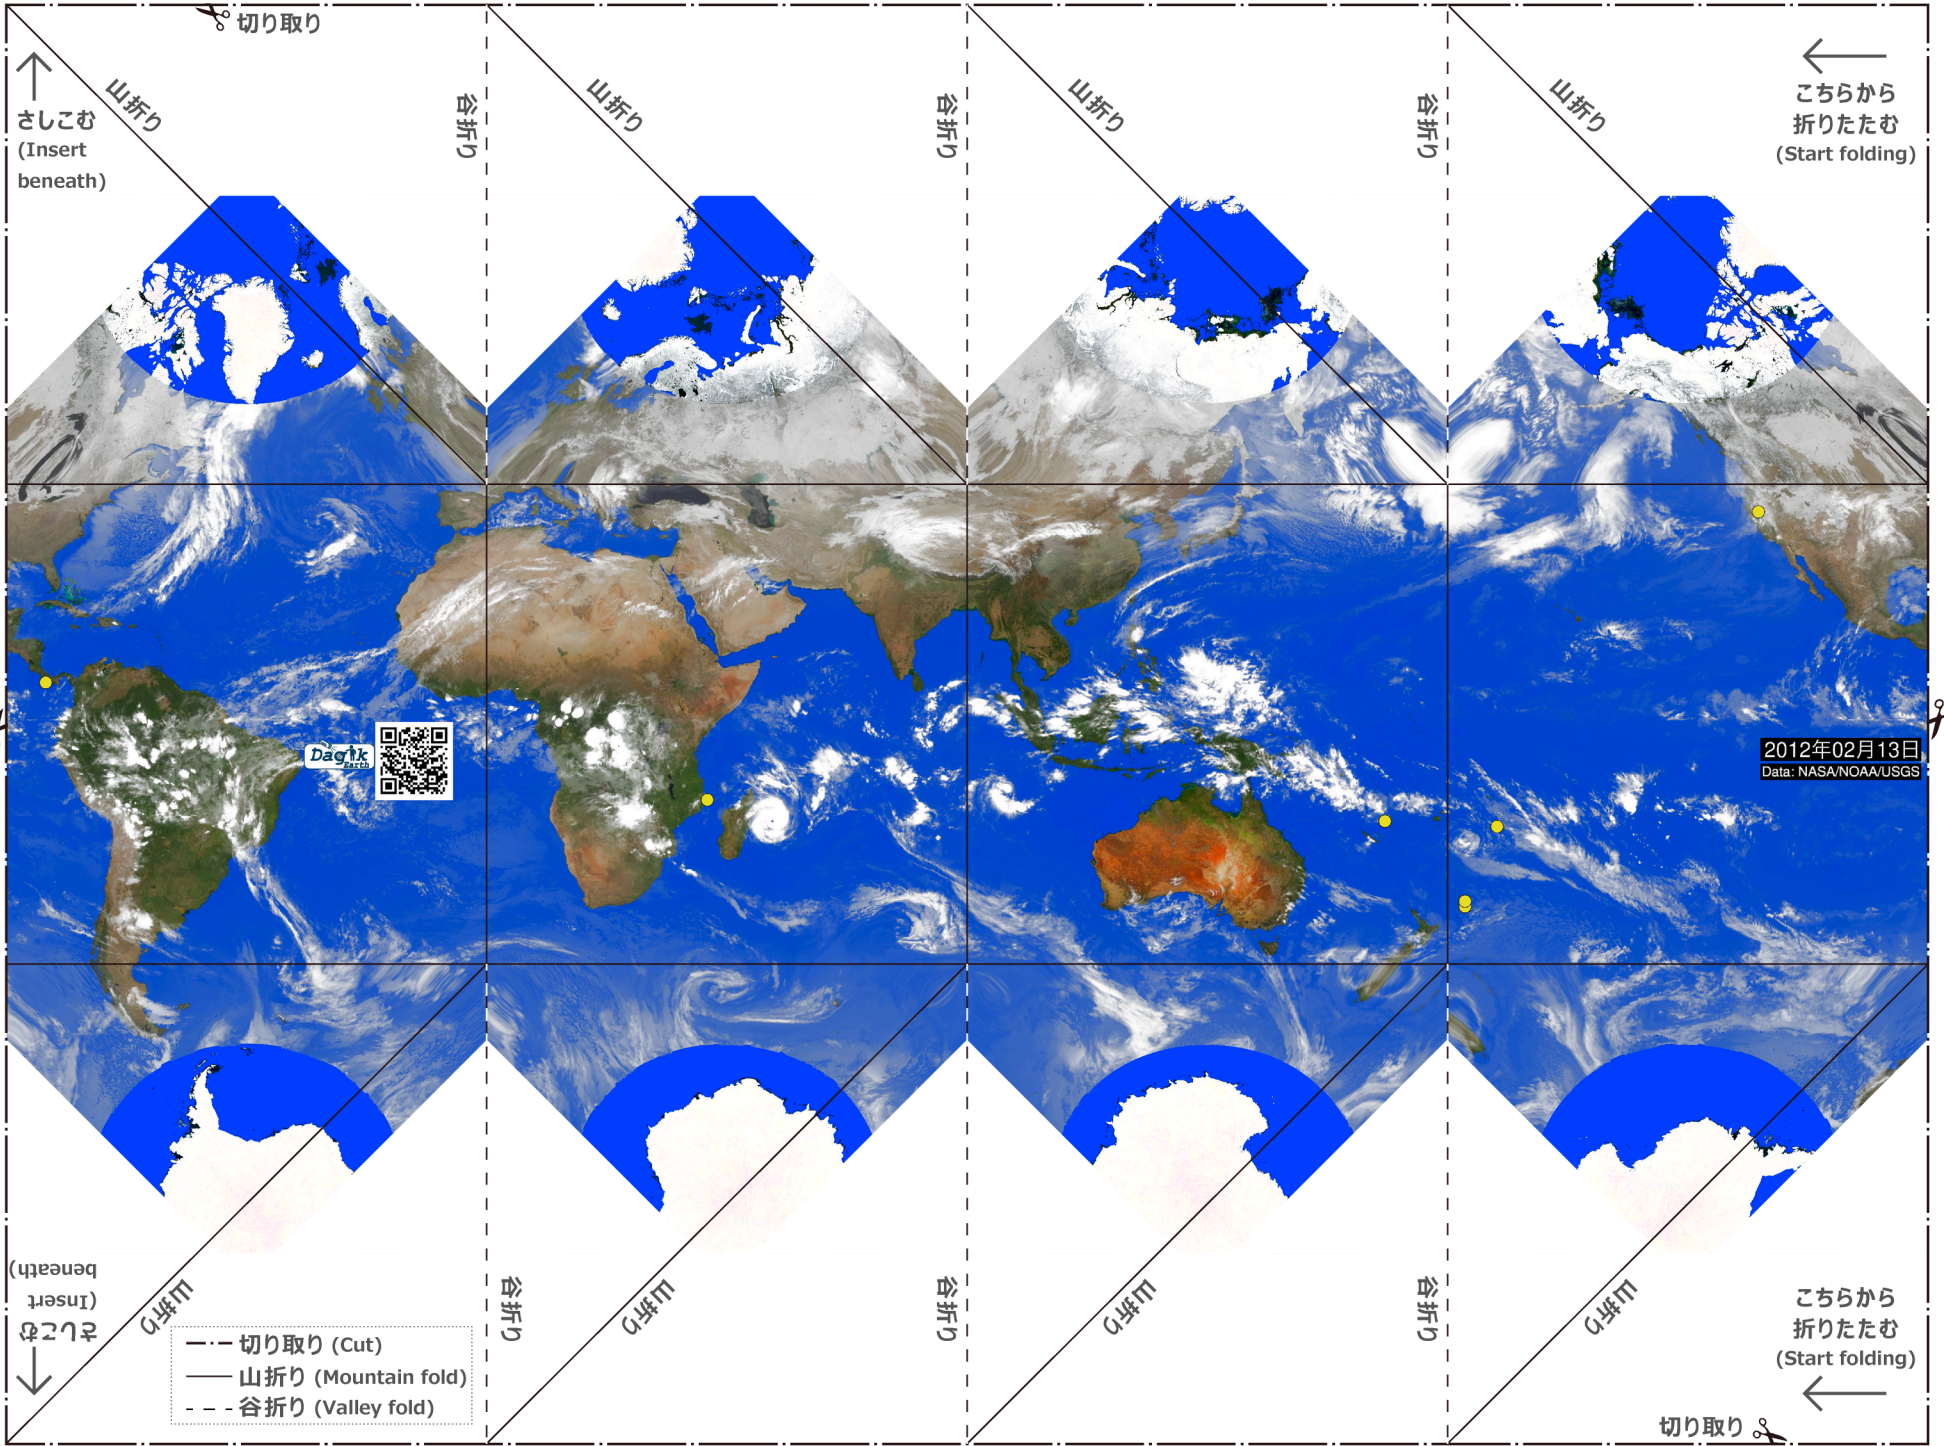 切り取り
山折り
谷折り
山折り
谷折り
山折り
谷折り
山折り
さしこむ
(Insert
beneath)
こちらから
折りたたむ
(Start folding)
Dagik
Earth
2012年02月13日
Data: NASA/NOAA/USGS
さしこむ
(Insert
beneath)
山折り
谷折り
山折り
谷折り
山折り
谷折り
山折り
こちらから
折りたたむ
(Start folding)
切り取り (Cut)
山折り (Mountain fold)
谷折り (Valley fold)
切り取り